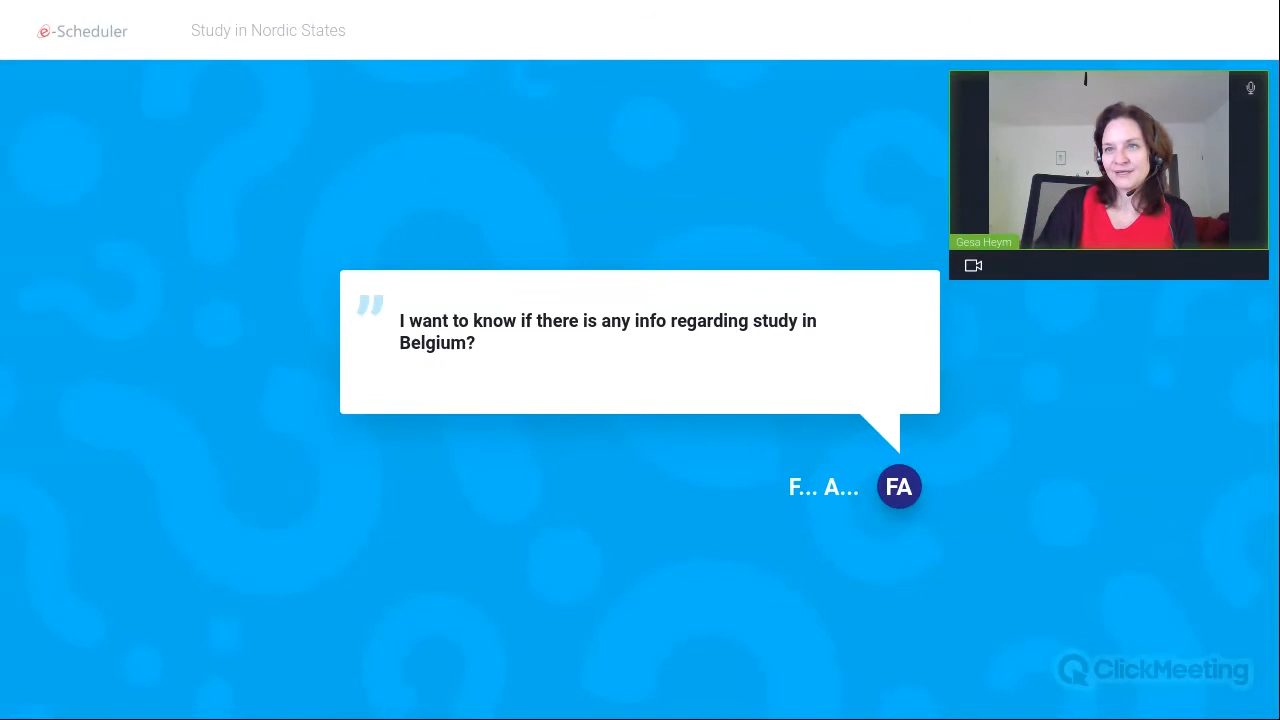 e-Scheduler
Study in Nordic States
Gesa Heym
I want to know if there is any info regarding study in
Belgium?
F... A...
FA
ClickMeeting